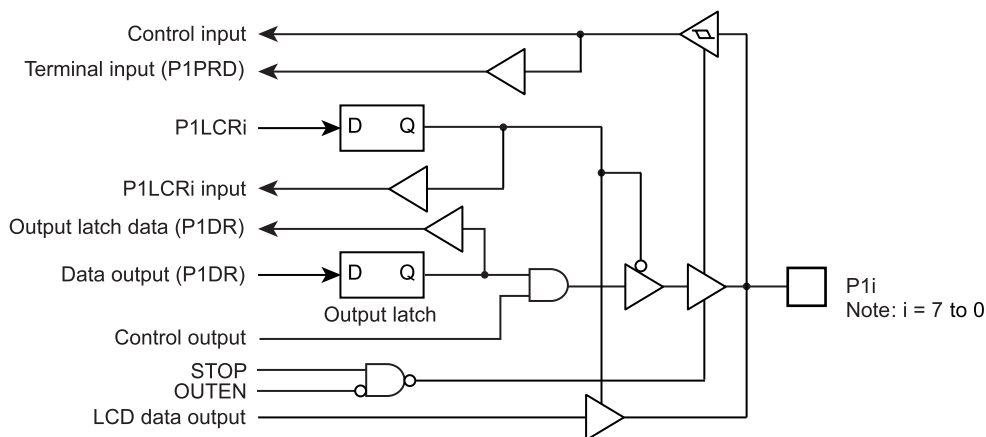 Control input
Terminal input (P1PRD)
P1LCRi
D Q
P1LCRi input
Output latch data (P1DR)
Data output (P1DR)
D Q
Output latch
P1i
Note: i = 7 to 0
Control output
STOP
OUTEN
LCD data output